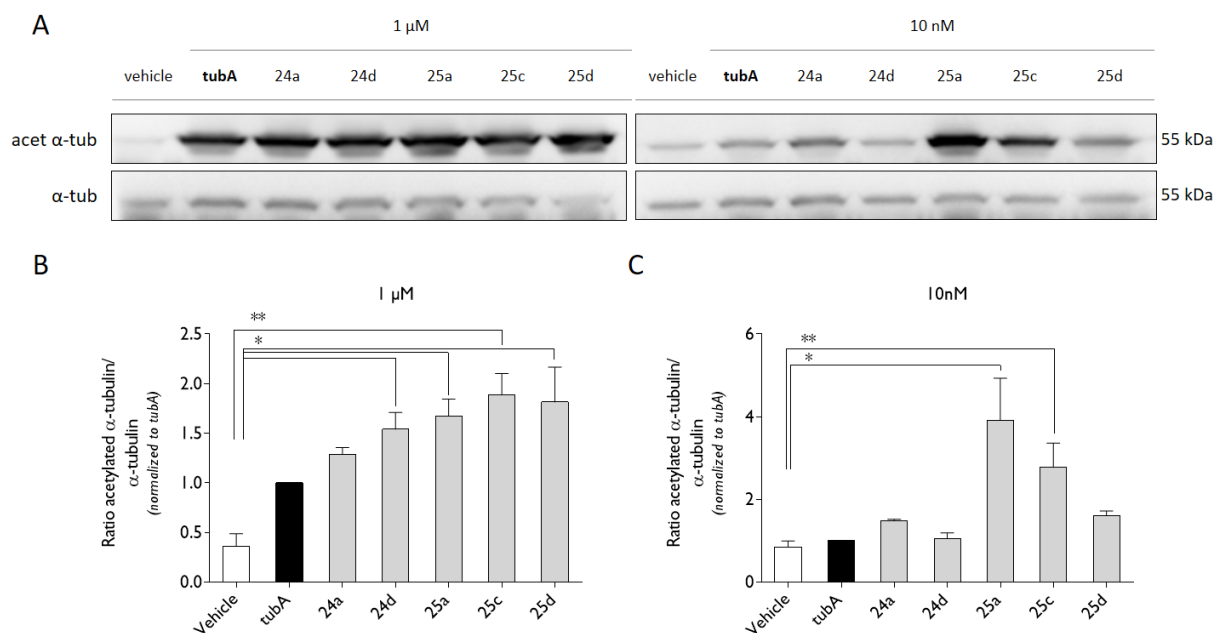 A
1 µM
10 nM
vehicle tubA 24a 24d 25a 25c 25d vehicle tubA 24a 24d 25a 25c 25d
acet α-tub 55 kDa
α-tub 55 kDa
B
1 µM
**
*
2.5
2.0
1.5
1.0
0.5
0.0
Ratio acetylated α-tubulin/
α-tubulin
(normalized to tubA)
Vehicle tubA 24a 24d 25a 25c 25d
C
10nM
**
*
6
4
2
0
Ratio acetylated α-tubulin/
α-tubulin
(normalized to tubA)
Vehicle tubA 24a 24d 25a 25c 25d